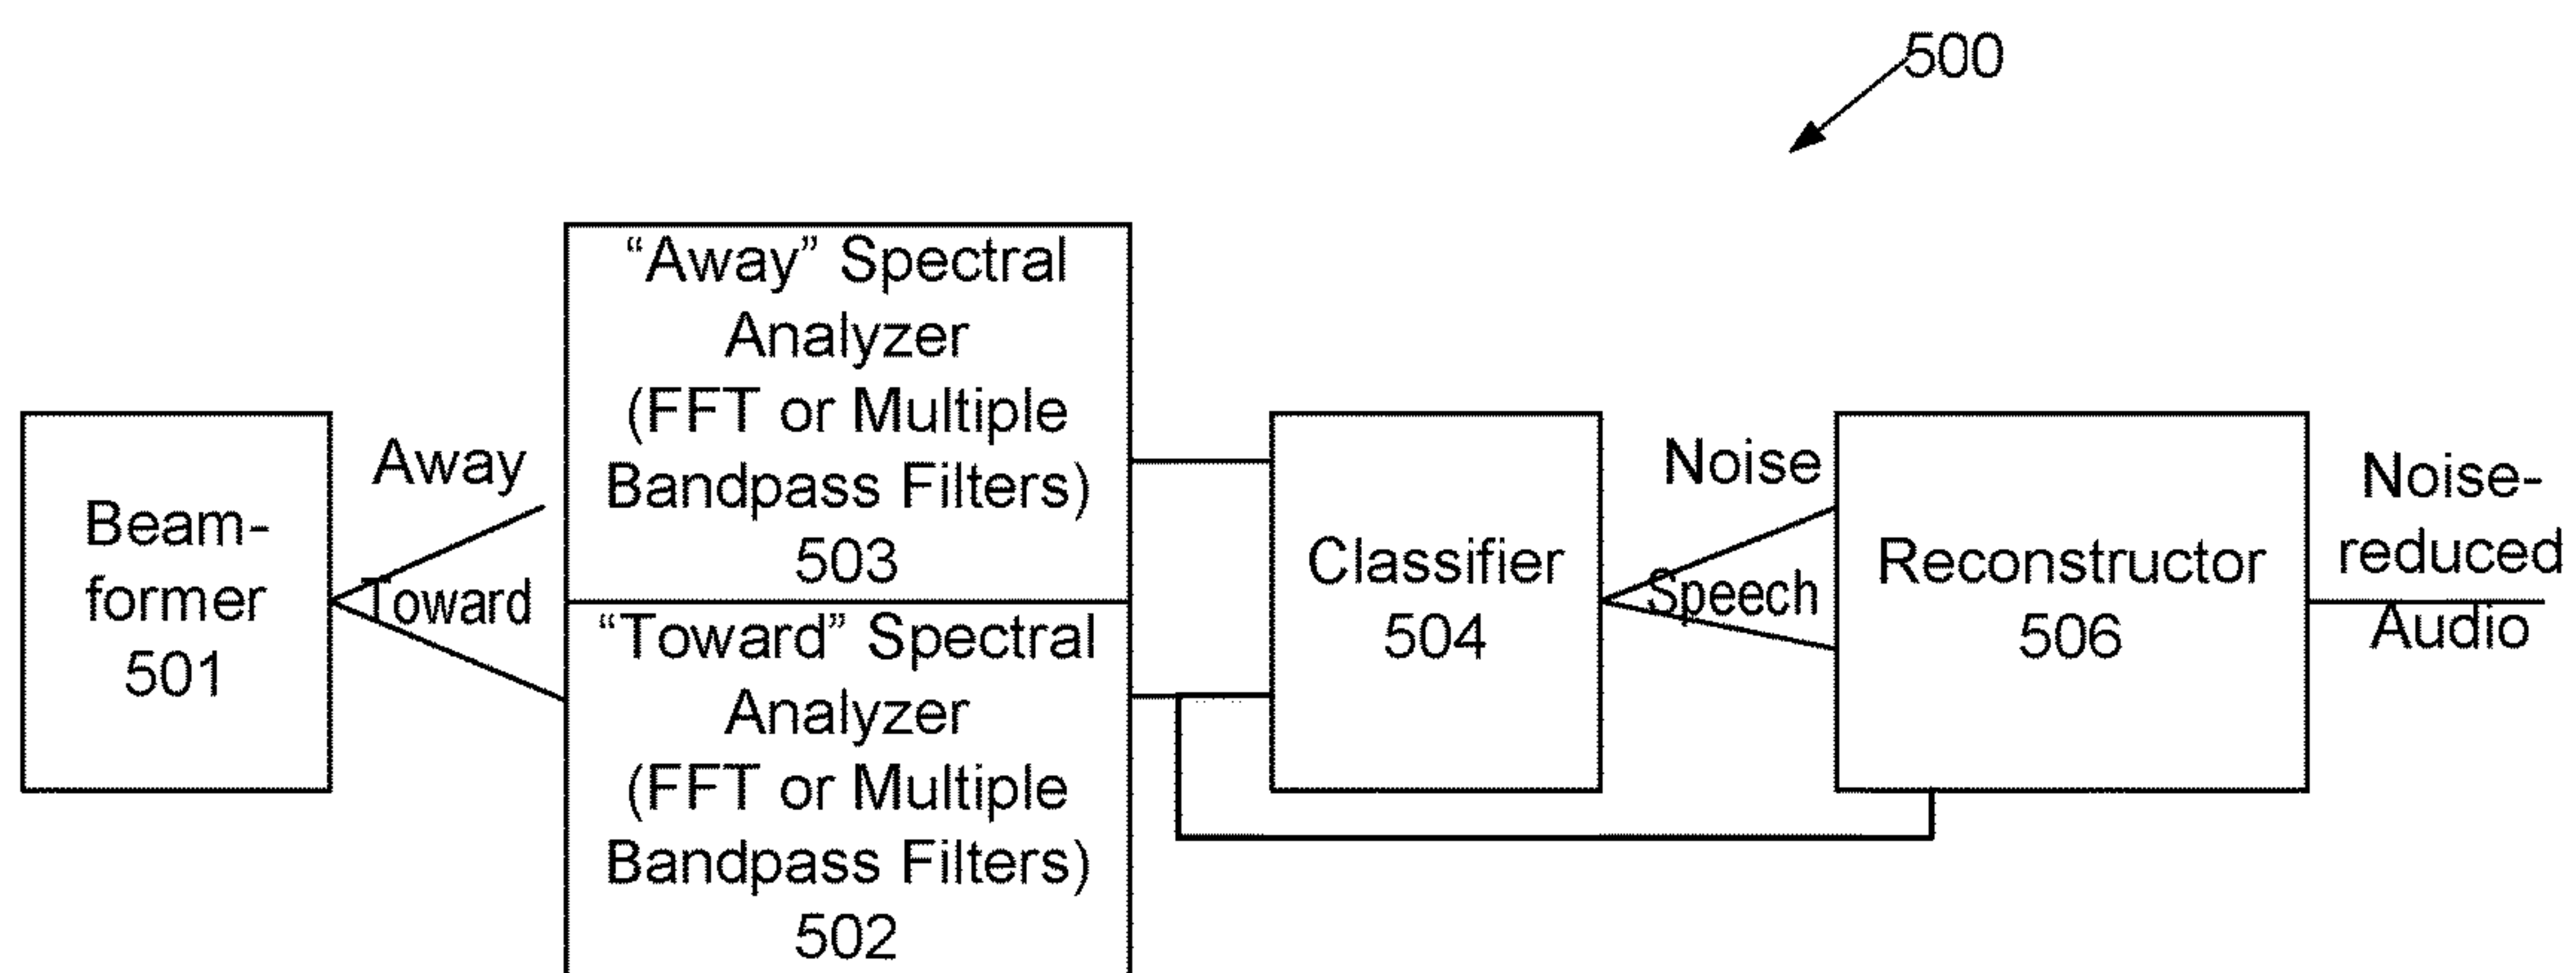 500
Beam-
former
501
Away
Toward
“Away” Spectral
Analyzer
(FFT or Multiple
Bandpass Filters)
503
“Toward” Spectral
Analyzer
(FFT or Multiple
Bandpass Filters)
502
Classifier
504
Noise
Speech
Reconstructor
506
Noise-
reduced
Audio